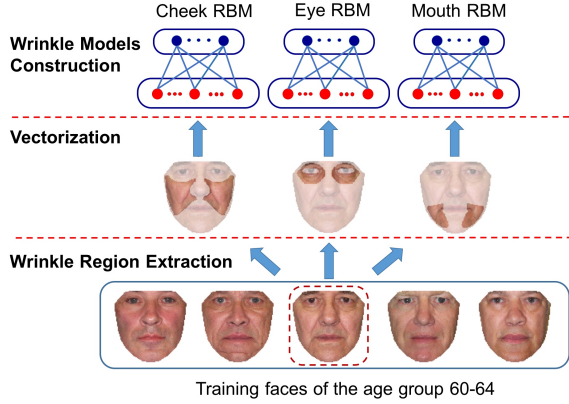 Cheek RBM
Eye RBM
Mouth RBM
Wrinkle Models
Construction
Vectorization
Wrinkle Region Extraction
Training faces of the age group 60-64